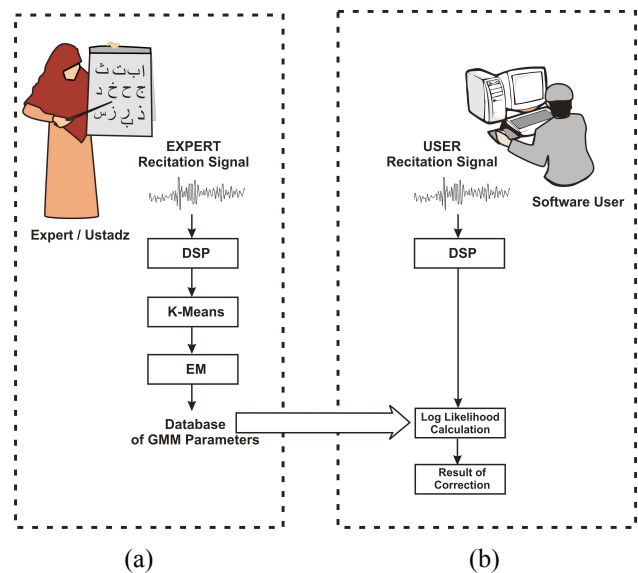 ا ب ت ث
ج ح خ د
ذ ر ز س
Expert / Ustadz
EXPERT
Recitation Signal
DSP
K-Means
EM
Database
of GMM Parameters
(a)
USER
Recitation Signal
Software User
DSP
Log Likelihood
Calculation
Result of
Correction
(b)